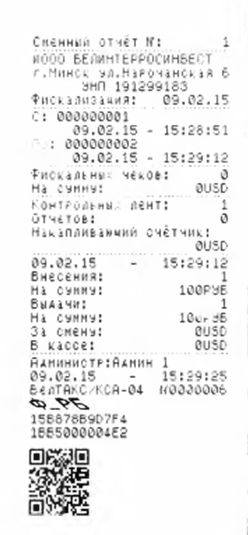 Сменный отчёт №: 1
ИООО БЕЛИНТЕРРОСИНВЕСТ
г.Минск ул.Нарочанская 6
УНП 191299183
Фискализация: 09.02.15
С: 000000001
09.02.15 - 15:28:51
По: 000000002
09.02.15 - 15:29:12
Фискальных чеков: 0
На сумму: 0USD
Контрольных лент: 1
Отчетов: 0
Накапливающий счётчик:
0USD
09.02.15 - 15:29:12
Внесения: 1
На сумму: 100РУБ
Выдачи: 1
На сумму: 100РУБ
За смену: 0USD
В кассе: 0USD
Администр:Админ 1
09.02.15 - 15:29:25
БелТАКС/КСА-04 N0000006
Ф_РБ
15B878B9D7F4
1BB5000004E2